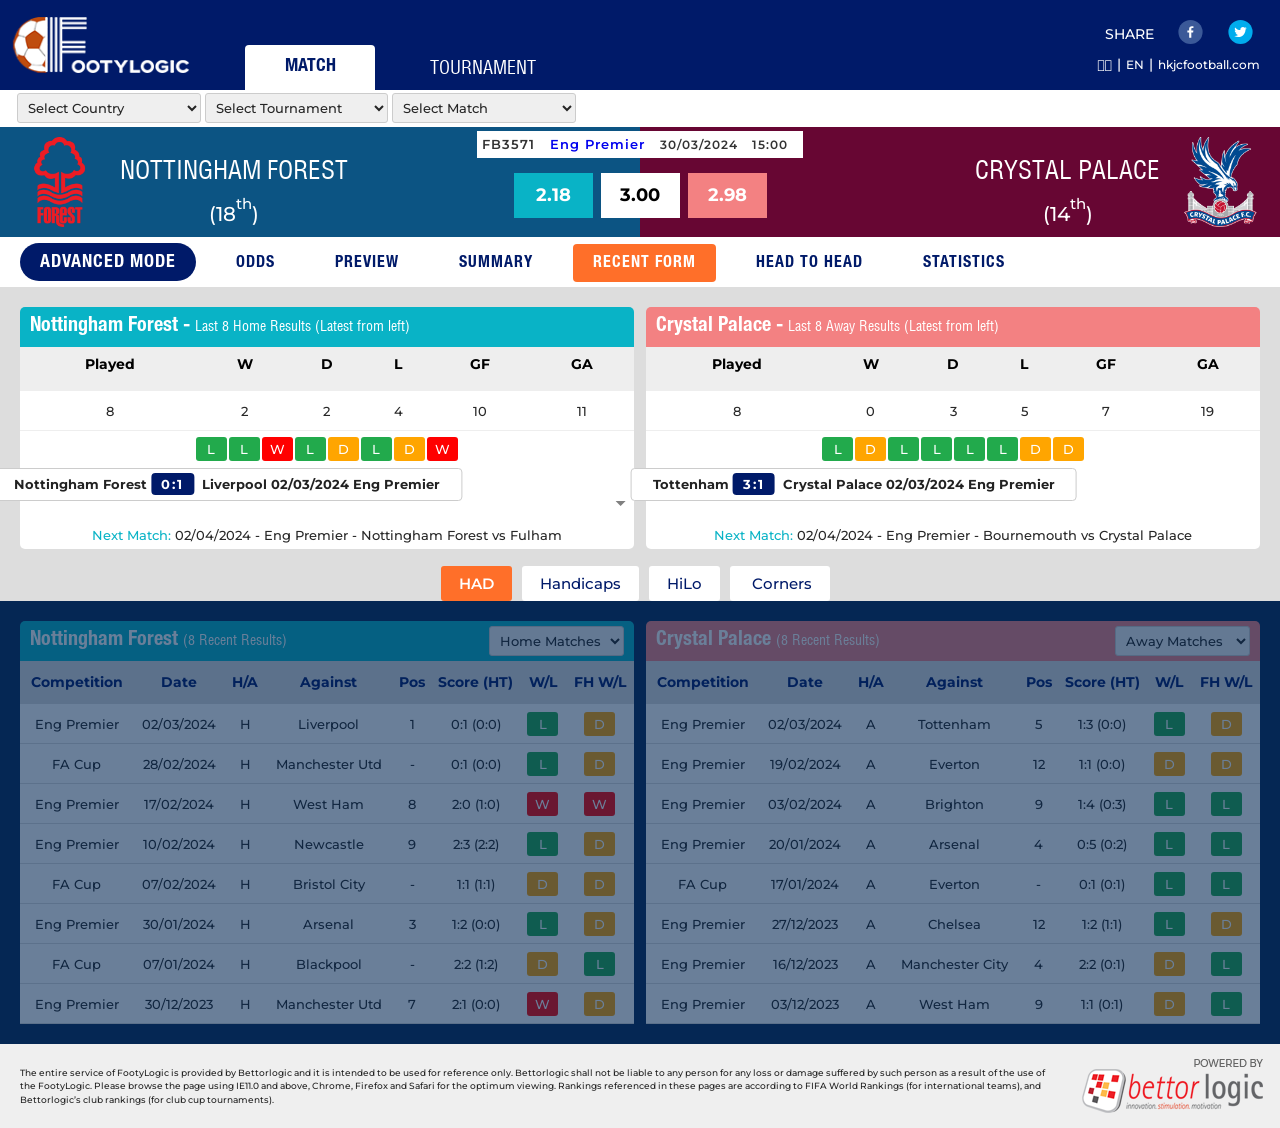 FOOTYLOGIC
MATCH
TOURNAMENT
SHARE
| EN | hkjcfootball.com
Select Country Select Tournament Select Match
FB3571 Eng Premier 30/03/2024 15:00
FOREST
NOTTINGHAM FOREST
(18th)
2.18 3.00 2.98
CRYSTAL PALACE
(14th)
CRYSTAL PALACE F.C.
ADVANCED MODE ODDS PREVIEW SUMMARY RECENT FORM HEAD TO HEAD STATISTICS
Nottingham Forest - Last 8 Home Results (Latest from left)
Played W D L GF GA
8 2 2 4 10 11
L L W L D L D W
Nottingham Forest 0:1 Liverpool 02/03/2024 Eng Premier
Next Match: 02/04/2024 - Eng Premier - Nottingham Forest vs Fulham
Crystal Palace - Last 8 Away Results (Latest from left)
Played W D L GF GA
8 0 3 5 7 19
L D L L L L D D
Tottenham 3:1 Crystal Palace 02/03/2024 Eng Premier
Next Match: 02/04/2024 - Eng Premier - Bournemouth vs Crystal Palace
HAD Handicaps HiLo Corners
Nottingham Forest (8 Recent Results) Home Matches
Competition Date H/A Against Pos Score (HT) W/L FH W/L
Eng Premier 02/03/2024 H Liverpool 1 0:1 (0:0) L D
FA Cup 28/02/2024 H Manchester Utd - 0:1 (0:0) L D
Eng Premier 17/02/2024 H West Ham 8 2:0 (1:0) W W
Eng Premier 10/02/2024 H Newcastle 9 2:3 (2:2) L D
FA Cup 07/02/2024 H Bristol City - 1:1 (1:1) D D
Eng Premier 30/01/2024 H Arsenal 3 1:2 (0:0) L D
FA Cup 07/01/2024 H Blackpool - 2:2 (1:2) D L
Eng Premier 30/12/2023 H Manchester Utd 7 2:1 (0:0) W D
Crystal Palace (8 Recent Results) Away Matches
Competition Date H/A Against Pos Score (HT) W/L FH W/L
Eng Premier 02/03/2024 A Tottenham 5 1:3 (0:0) L D
Eng Premier 19/02/2024 A Everton 12 1:1 (0:0) D D
Eng Premier 03/02/2024 A Brighton 9 1:4 (0:3) L L
Eng Premier 20/01/2024 A Arsenal 4 0:5 (0:2) L L
FA Cup 17/01/2024 A Everton - 0:1 (0:1) L L
Eng Premier 27/12/2023 A Chelsea 12 1:2 (1:1) L D
Eng Premier 16/12/2023 A Manchester City 4 2:2 (0:1) D L
Eng Premier 03/12/2023 A West Ham 9 1:1 (0:1) D L
The entire service of FootyLogic is provided by Bettorlogic and it is intended to be used for reference only. Bettorlogic shall not be liable to any person for any loss or damage suffered by such person as a result of the use of
the FootyLogic. Please browse the page using IE11.0 and above, Chrome, Firefox and Safari for the optimum viewing. Rankings referenced in these pages are according to FIFA World Rankings (for international teams), and
Bettorlogic's club rankings (for club cup tournaments).
POWERED BY
bettor logic
innovation.stimulation.motivation